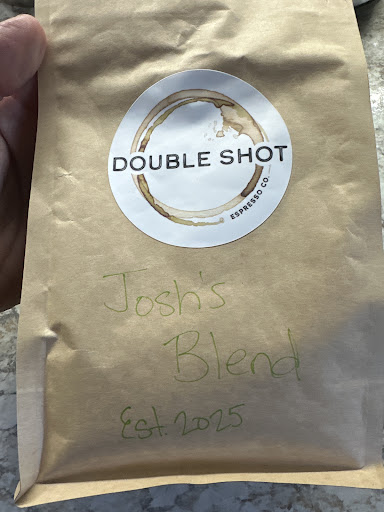 DOUBLE SHOT
ESPRESSO CO.
Josh's
Blend
Est. 2025